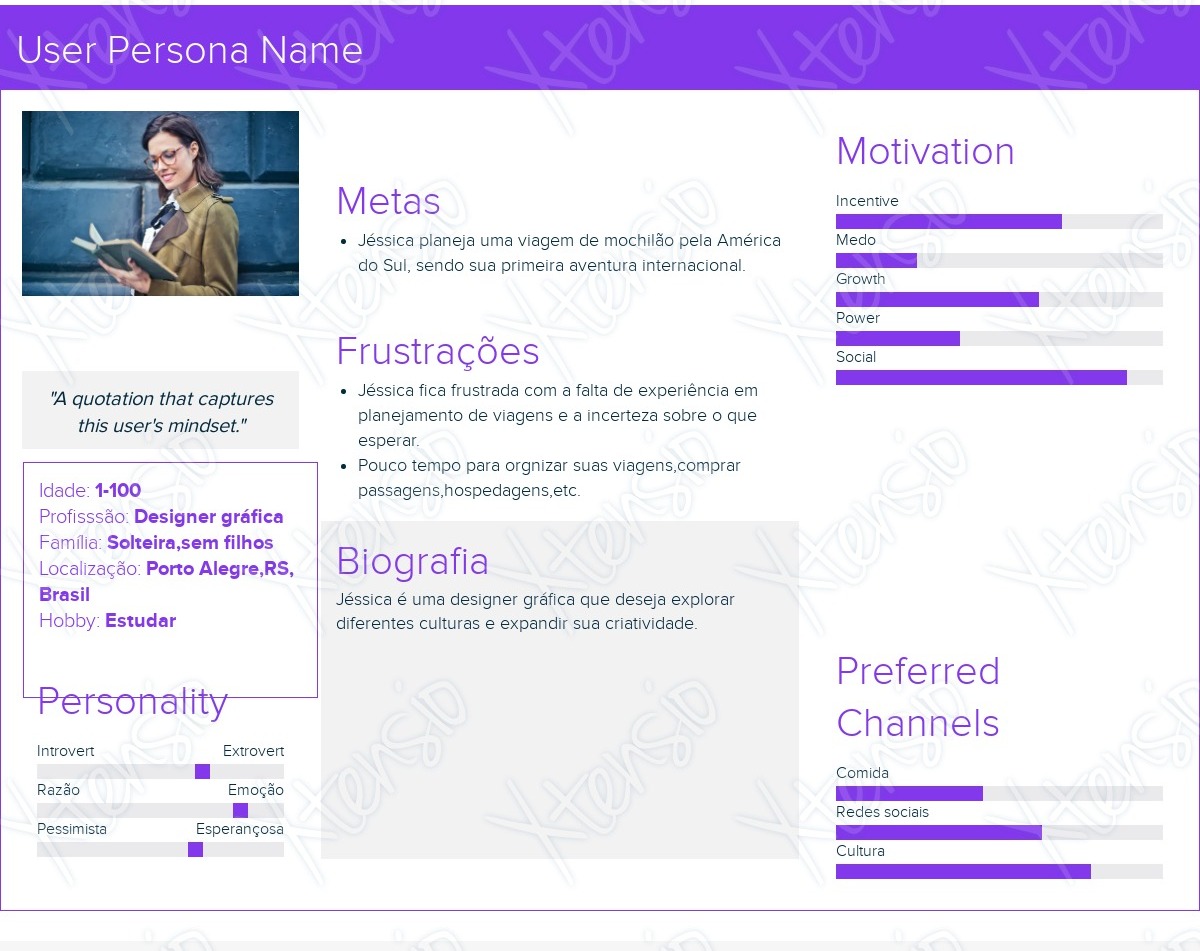 User Persona Name
"A quotation that captures
this user's mindset."
Idade: 1-100
Profisssão: Designer gráfica
Família: Solteira,sem filhos
Localização: Porto Alegre,RS,
Brasil
Hobby: Estudar
Personality
Introvert Extrovert
Razão Emoção
Pessimista Esperançosa
Metas
• Jéssica planeja uma viagem de mochilão pela América
do Sul, sendo sua primeira aventura internacional.
Frustrações
• Jéssica fica frustrada com a falta de experiência em
planejamento de viagens e a incerteza sobre o que
esperar.
• Pouco tempo para orgnizar suas viagens,comprar
passagens,hospedagens,etc.
Biografia
Jéssica é uma designer gráfica que deseja explorar
diferentes culturas e expandir sua criatividade.
Motivation
Incentive
Medo
Growth
Power
Social
Preferred
Channels
Comida
Redes sociais
Cultura
Xtensio